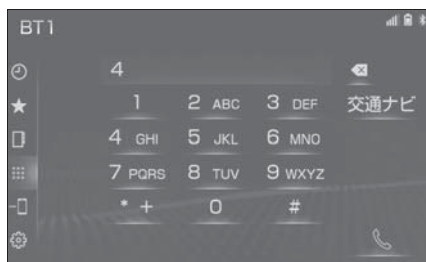 BT1
4
1 2 ABC 3 DEF 交通ナビ
4 GHI 5 JKL 6 MNO
7 PQRS 8 TUV 9 WXYZ
* + 0 #